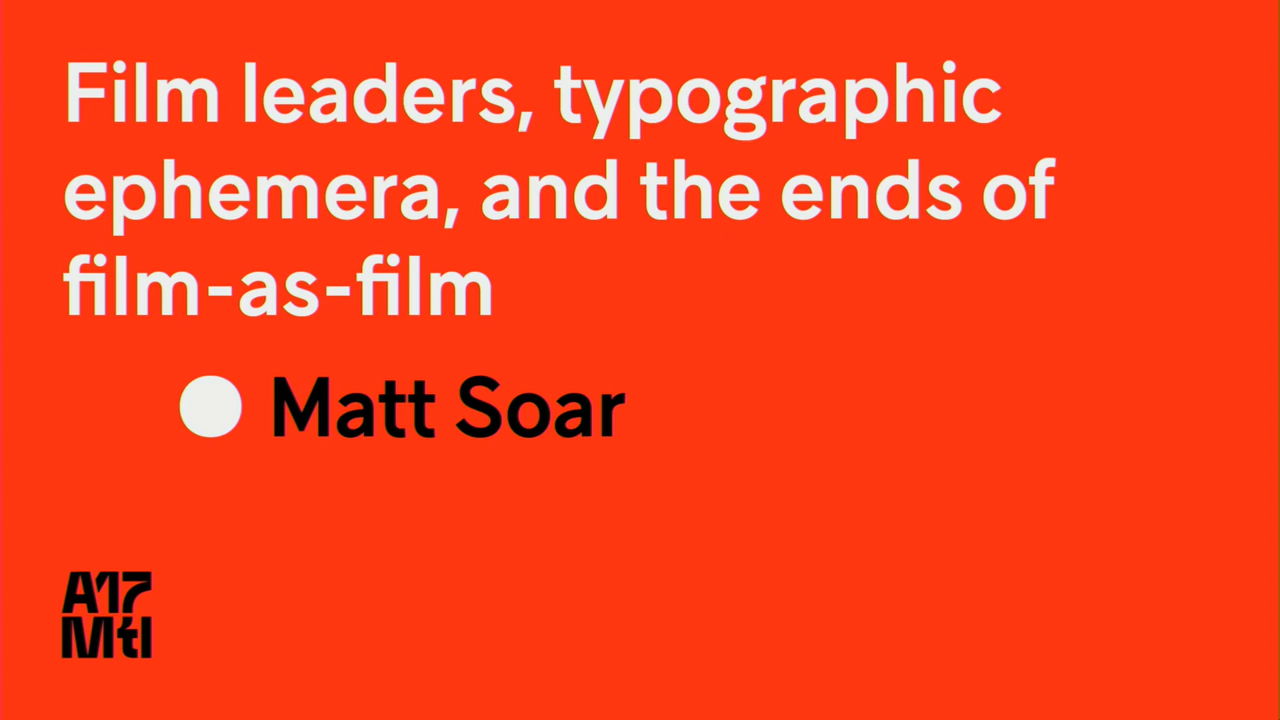 Film leaders, typographic
ephemera, and the ends of
film-as-film
Matt Soar
A17
Mtl